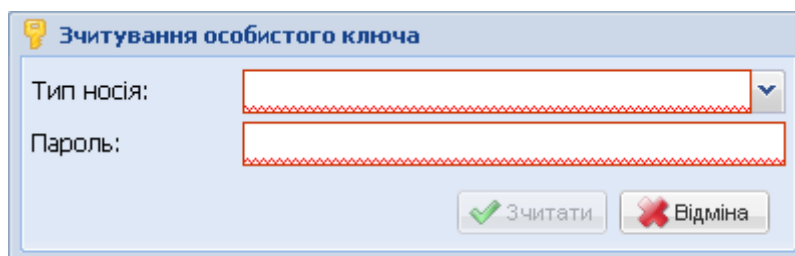 Зчитування особистого ключа
Тип носія:
Пароль:
Зчитати
Відміна